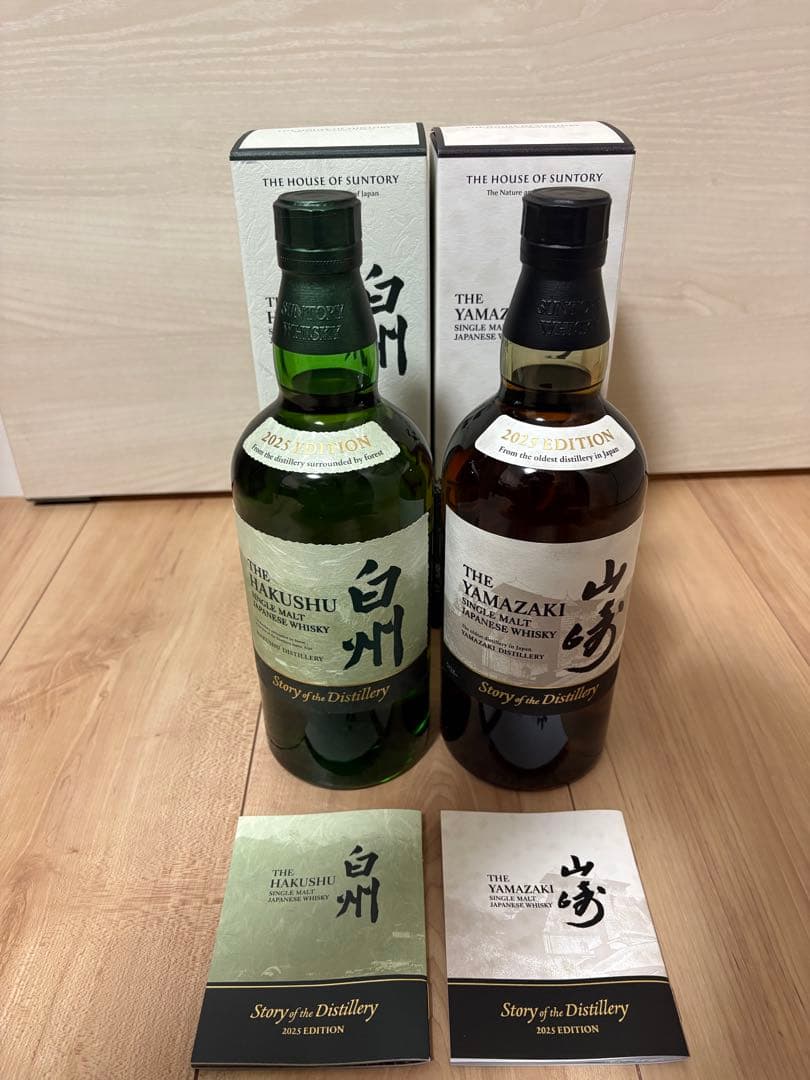 THE HOUSE OF SUNTORY
of Japan
白州
SUNTORY
WHISKY
2025 EDITION
From the distillery surrounded by forest
THE
HAKUSHU
SINGLE MALT
JAPANESE WHISKY
白州
HAKUSHU DISTILLERY
Story of the Distillery
THE HOUSE OF SUNTORY
The Nature
THE
YAMAZ
SINGLE M
JAPANESE WHISK
SUNTORY
WHISKY
2025 EDITION
From the oldest distillery in Japan
THE
YAMAZAKI
SINGLE MALT
JAPANESE WHISKY
山崎
The oldest distillery in Japan
YAMAZAKI DISTILLERY
Story of the Distillery
THE
HAKUSHU
SINGLE MALT
JAPANESE WHISKY
白州
Story of the Distillery
2025 EDITION
THE
YAMAZAKI
SINGLE MALT
JAPANESE WHISKY
山崎
Story of the Distillery
2025 EDITION